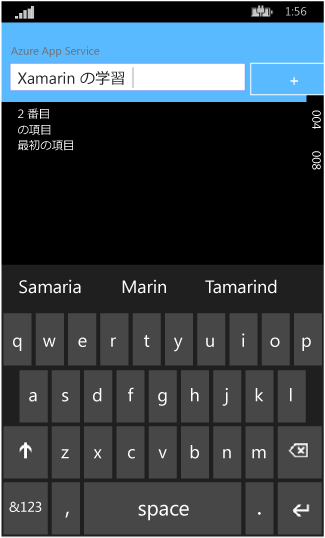 1:56
Azure App Service
Xamarin の学習
+
004
008
2 番目
の項目
最初の項目
Samaria Marin Tamarind
q w e r t y u i o p
a s d f g h j k l
z x c v b n m
&123 , space .